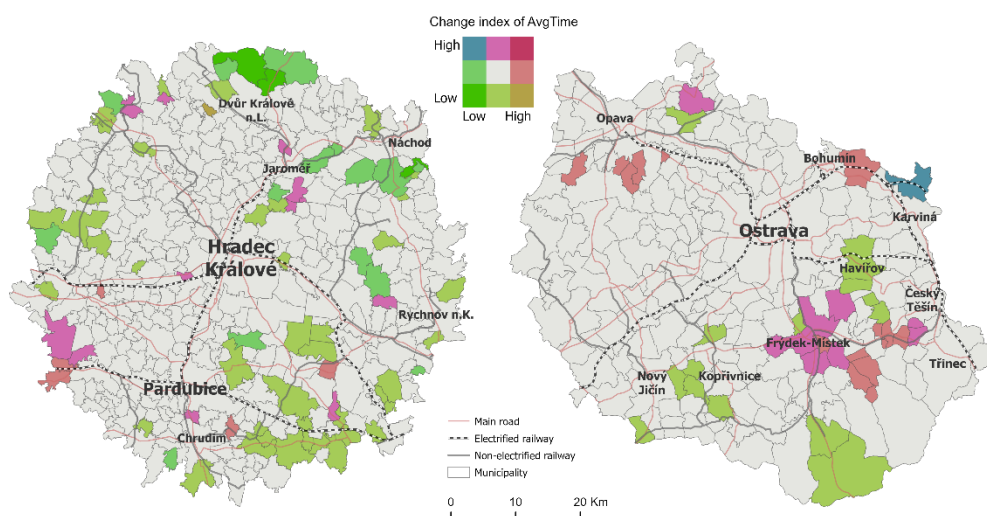 Change index of AvgTime
High
Low
Low High
Dvůr Králové
n.L.
Náchod
Jaroměř
Hradec
Králové
Rychnov n.K.
Pardubice
Chrudim
Opava
Bohumín
Karviná
Ostrava
Havířov
Český
Těšín
Frýdek-Místek
Třinec
Nový
Jičín
Kopřivnice
Main road
Electrified railway
Non-electrified railway
Municipality
0 10 20 Km